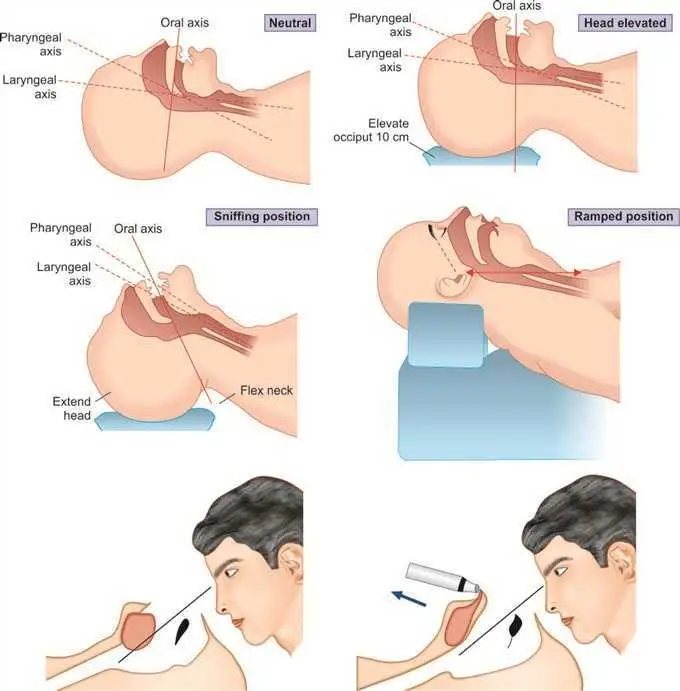 Neutral
Oral axis
Pharyngeal
axis
Laryngeal
axis
Head elevated
Oral axis
Pharyngeal
axis
Laryngeal
axis
Elevate
occiput 10 cm
Sniffing position
Pharyngeal
axis
Oral axis
Laryngeal
axis
Extend
head
Flex neck
Ramped position